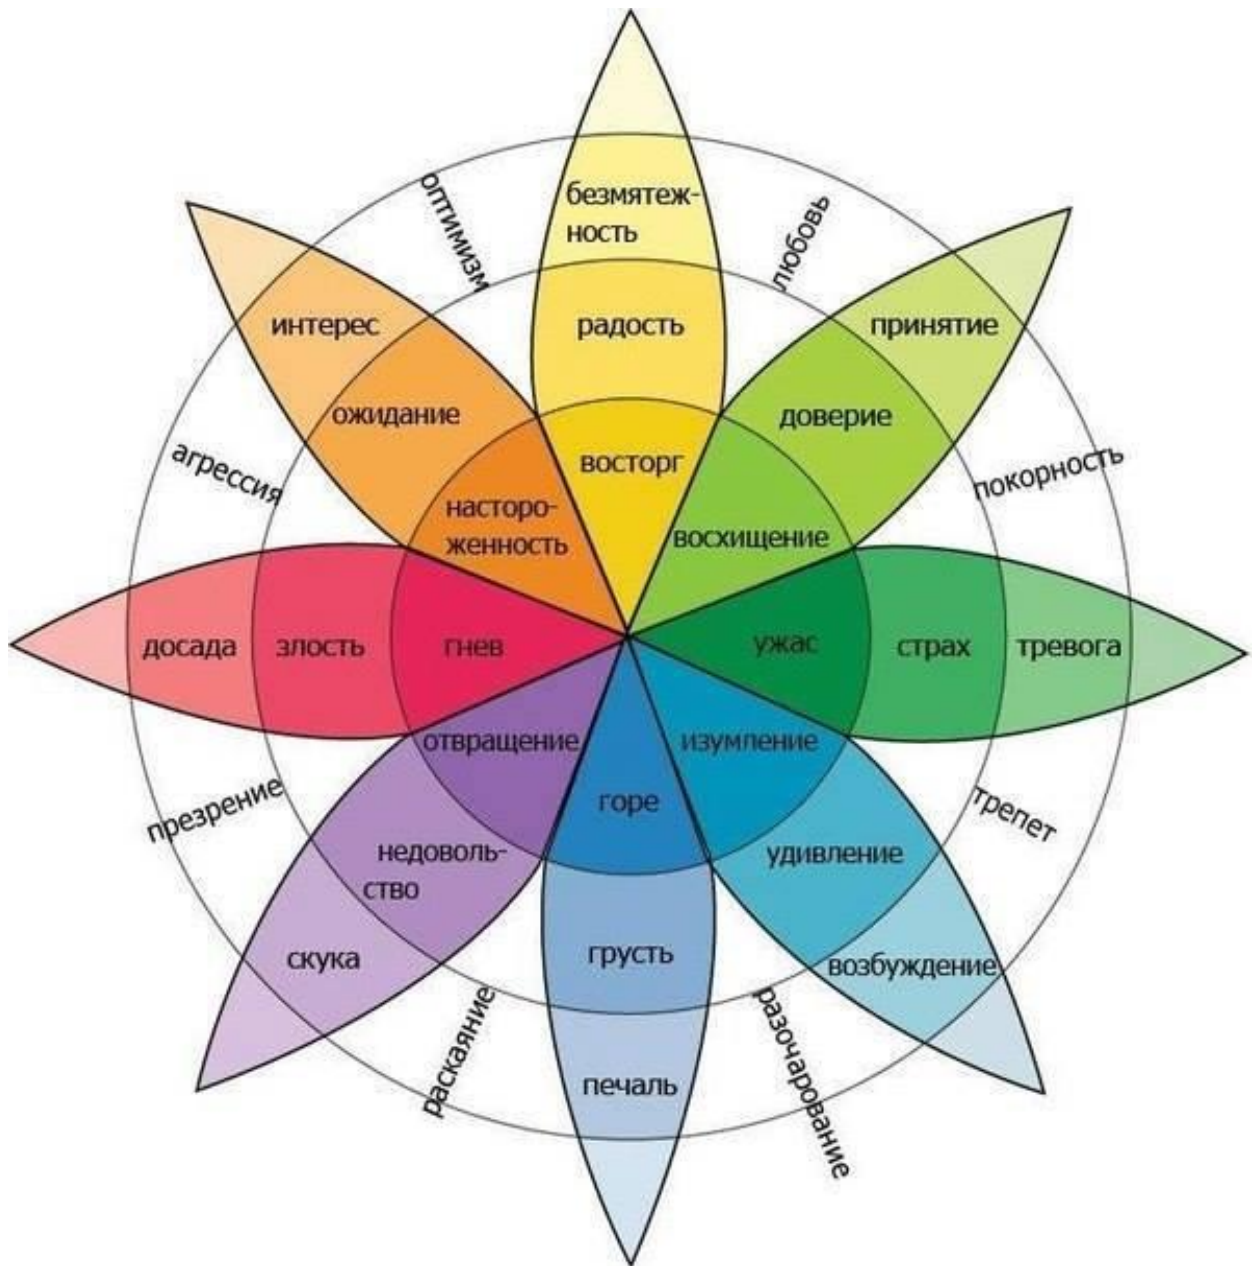 оптимизм
безмятеж-
ность
любовь
интерес
радость
принятие
ожидание
доверие
агрессия
восторг
покорность
насторо-
женность
восхищение
досада
злость
гнев
ужас
страх
тревога
отвращение
изумление
презрение
горе
трепет
недоволь-
ство
удивление
скука
грусть
возбуждение
раскаяние
печаль
разочарование